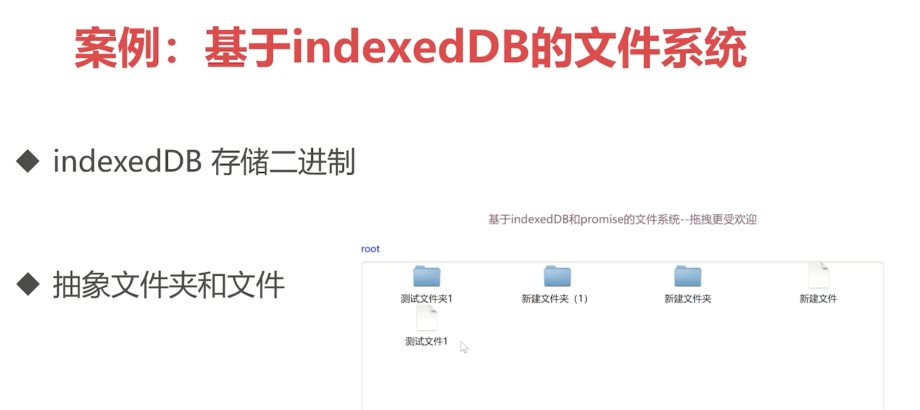 案例：基于indexedDB的文件系统
◆ indexedDB 存储二进制
◆ 抽象文件夹和文件
基于indexedDB和promise的文件系统--拖拽更受欢迎
root
测试文件夹1 新建文件夹（1） 新建文件夹 新建文件
测试文件1